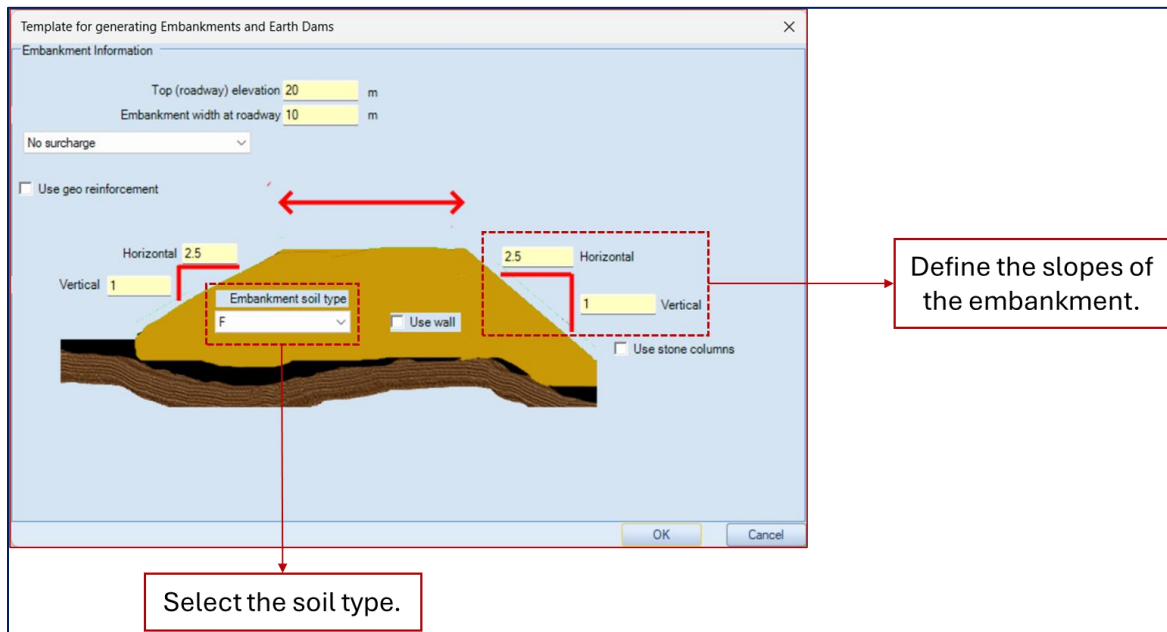 Template for generating Embankments and Earth Dams
Embankment Information
Top (roadway) elevation 20 m
Embankment width at roadway 10 m
No surcharge
Use geo reinforcement
Horizontal 2.5
2.5 Horizontal
Vertical 1
1 Vertical
Embankment soil type
F
Use wall
Use stone columns
OK Cancel
Define the slopes of
the embankment.
Select the soil type.